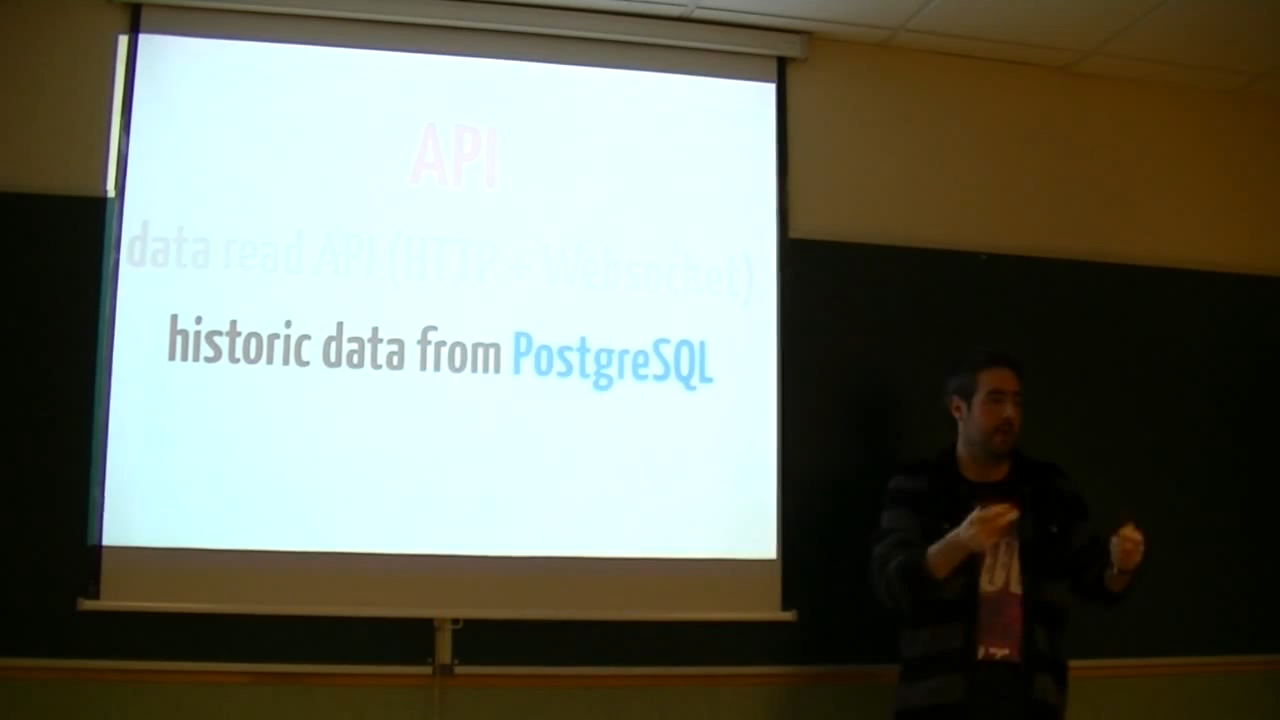 API
data read API (HTTP + Websocket)
historic data from PostgreSQL